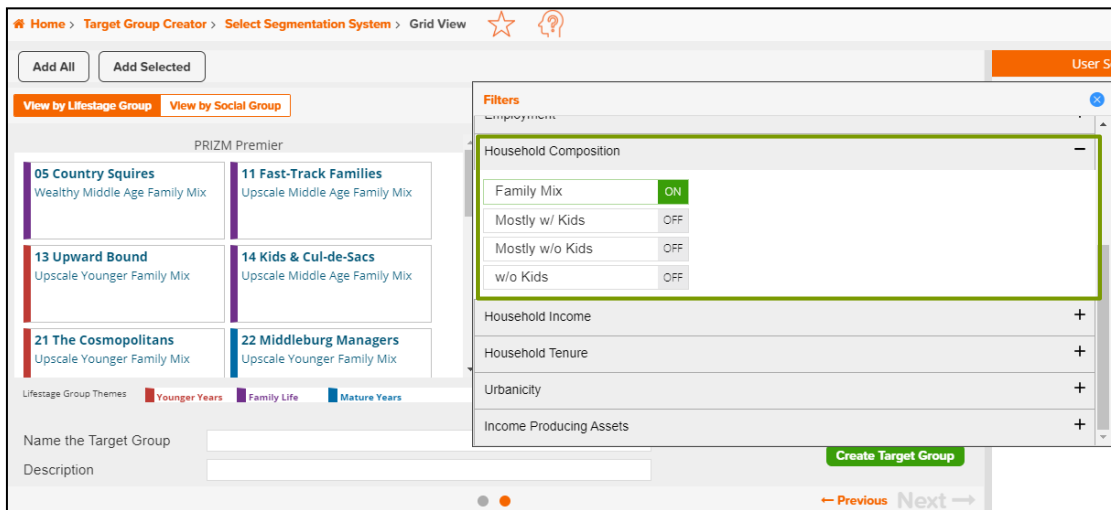 Home > Target Group Creator > Select Segmentation System > Grid View
Add All
Add Selected
User S
View by Lifestage Group
View by Social Group
PRIZM Premier
05 Country Squires
Wealthy Middle Age Family Mix
11 Fast-Track Families
Upscale Middle Age Family Mix
13 Upward Bound
Upscale Younger Family Mix
14 Kids & Cul-de-Sacs
Upscale Middle Age Family Mix
21 The Cosmopolitans
Upscale Younger Family Mix
22 Middleburg Managers
Upscale Younger Family Mix
Lifestage Group Themes
Younger Years
Family Life
Mature Years
Filters
Employment
Household Composition
Family Mix ON
Mostly w/ Kids OFF
Mostly w/o Kids OFF
w/o Kids OFF
Household Income
Household Tenure
Urbanicity
Income Producing Assets
Name the Target Group
Description
Create Target Group
← Previous Next →